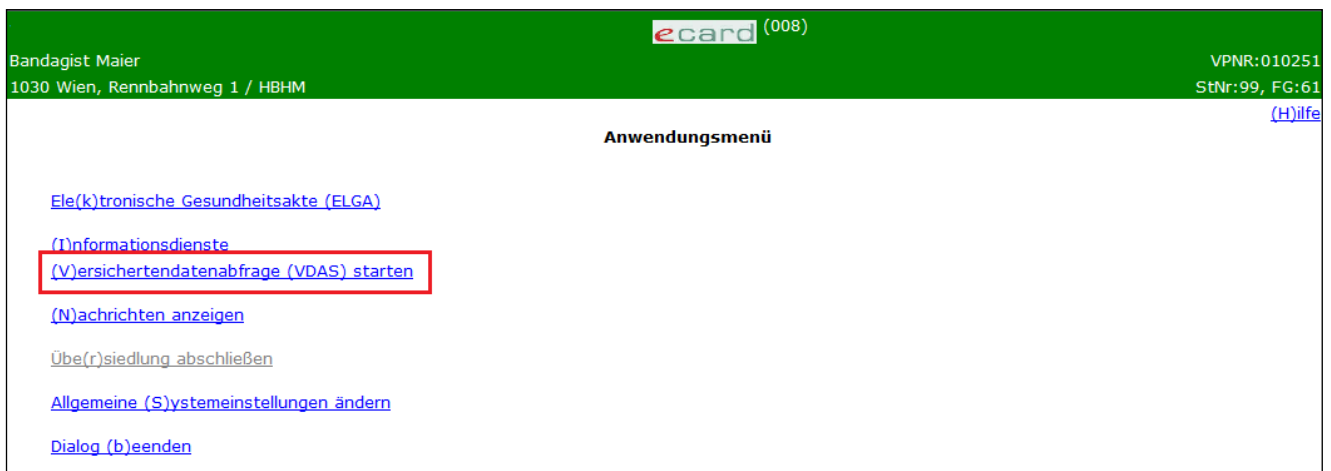 ecard (008)
Bandagist Maier VPNR:010251
1030 Wien, Rennbahnweg 1 / HBHM StNr:99, FG:61
(H)ilfe
Anwendungsmenü
Ele(k)tronische Gesundheitsakte (ELGA)
(I)nformationsdienste
(V)ersichertendatenabfrage (VDAS) starten
(N)achrichten anzeigen
Übe(r)siedlung abschließen
Allgemeine (S)ystemeinstellungen ändern
Dialog (b)eenden